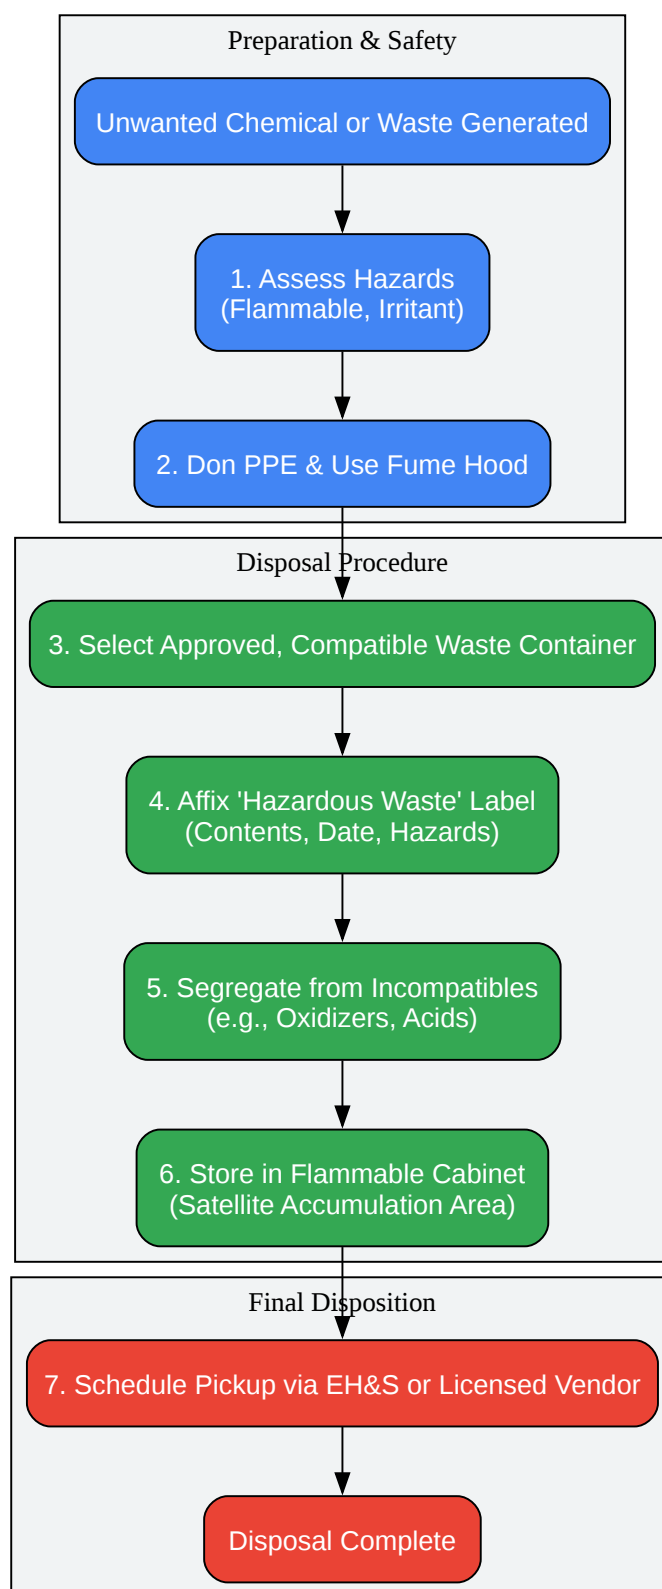 Preparation & Safety
Unwanted Chemical or Waste Generated
1. Assess Hazards
(Flammable, Irritant)
2. Don PPE & Use Fume Hood
Disposal Procedure
3. Select Approved, Compatible Waste Container
4. Affix 'Hazardous Waste' Label
(Contents, Date, Hazards)
5. Segregate from Incompatibles
(e.g., Oxidizers, Acids)
6. Store in Flammable Cabinet
(Satellite Accumulation Area)
Final Disposition
7. Schedule Pickup via EH&S or Licensed Vendor
Disposal Complete